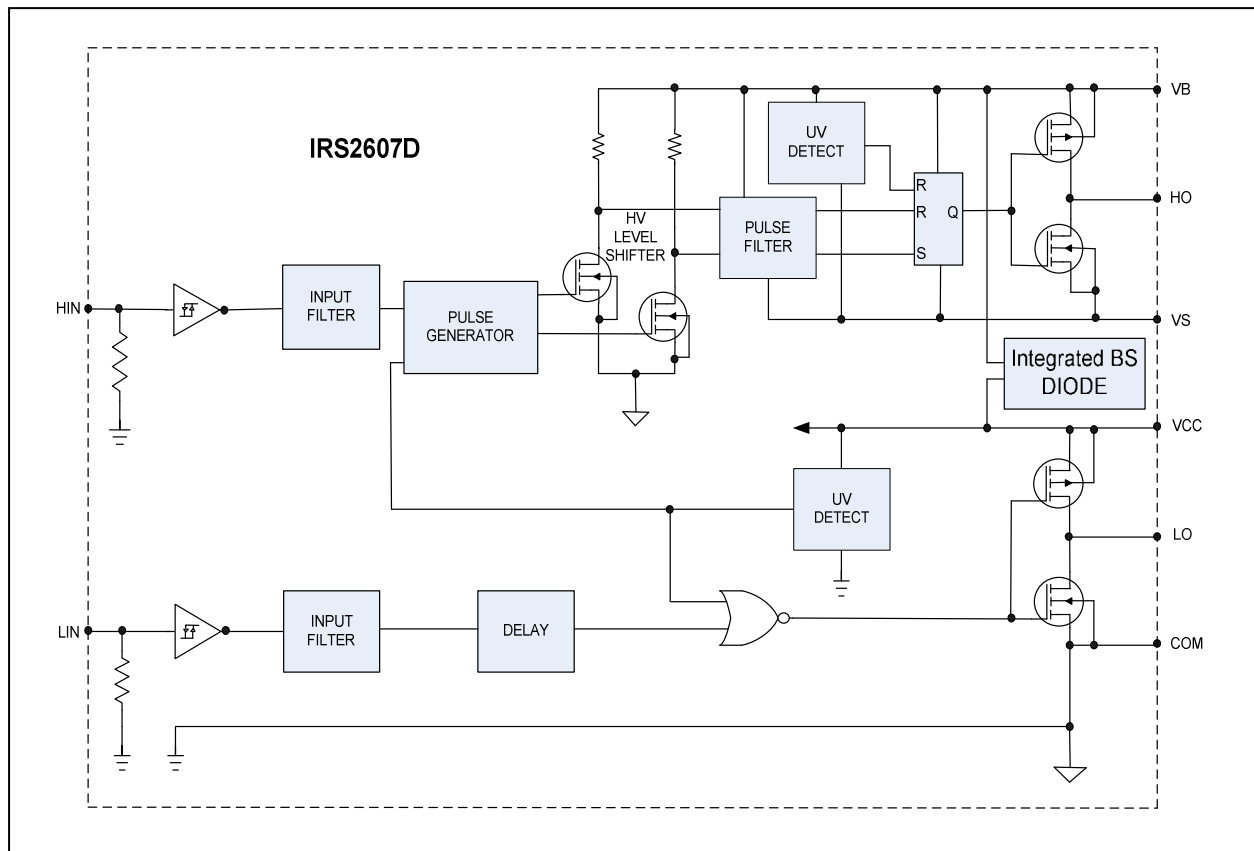 IRS2607D
VB
UV
DETECT
R
R
Q
S
HO
HV
LEVEL
SHIFTER
PULSE
FILTER
HIN
INPUT
FILTER
PULSE
GENERATOR
VS
Integrated BS
DIODE
VCC
UV
DETECT
LO
LIN
INPUT
FILTER
DELAY
COM